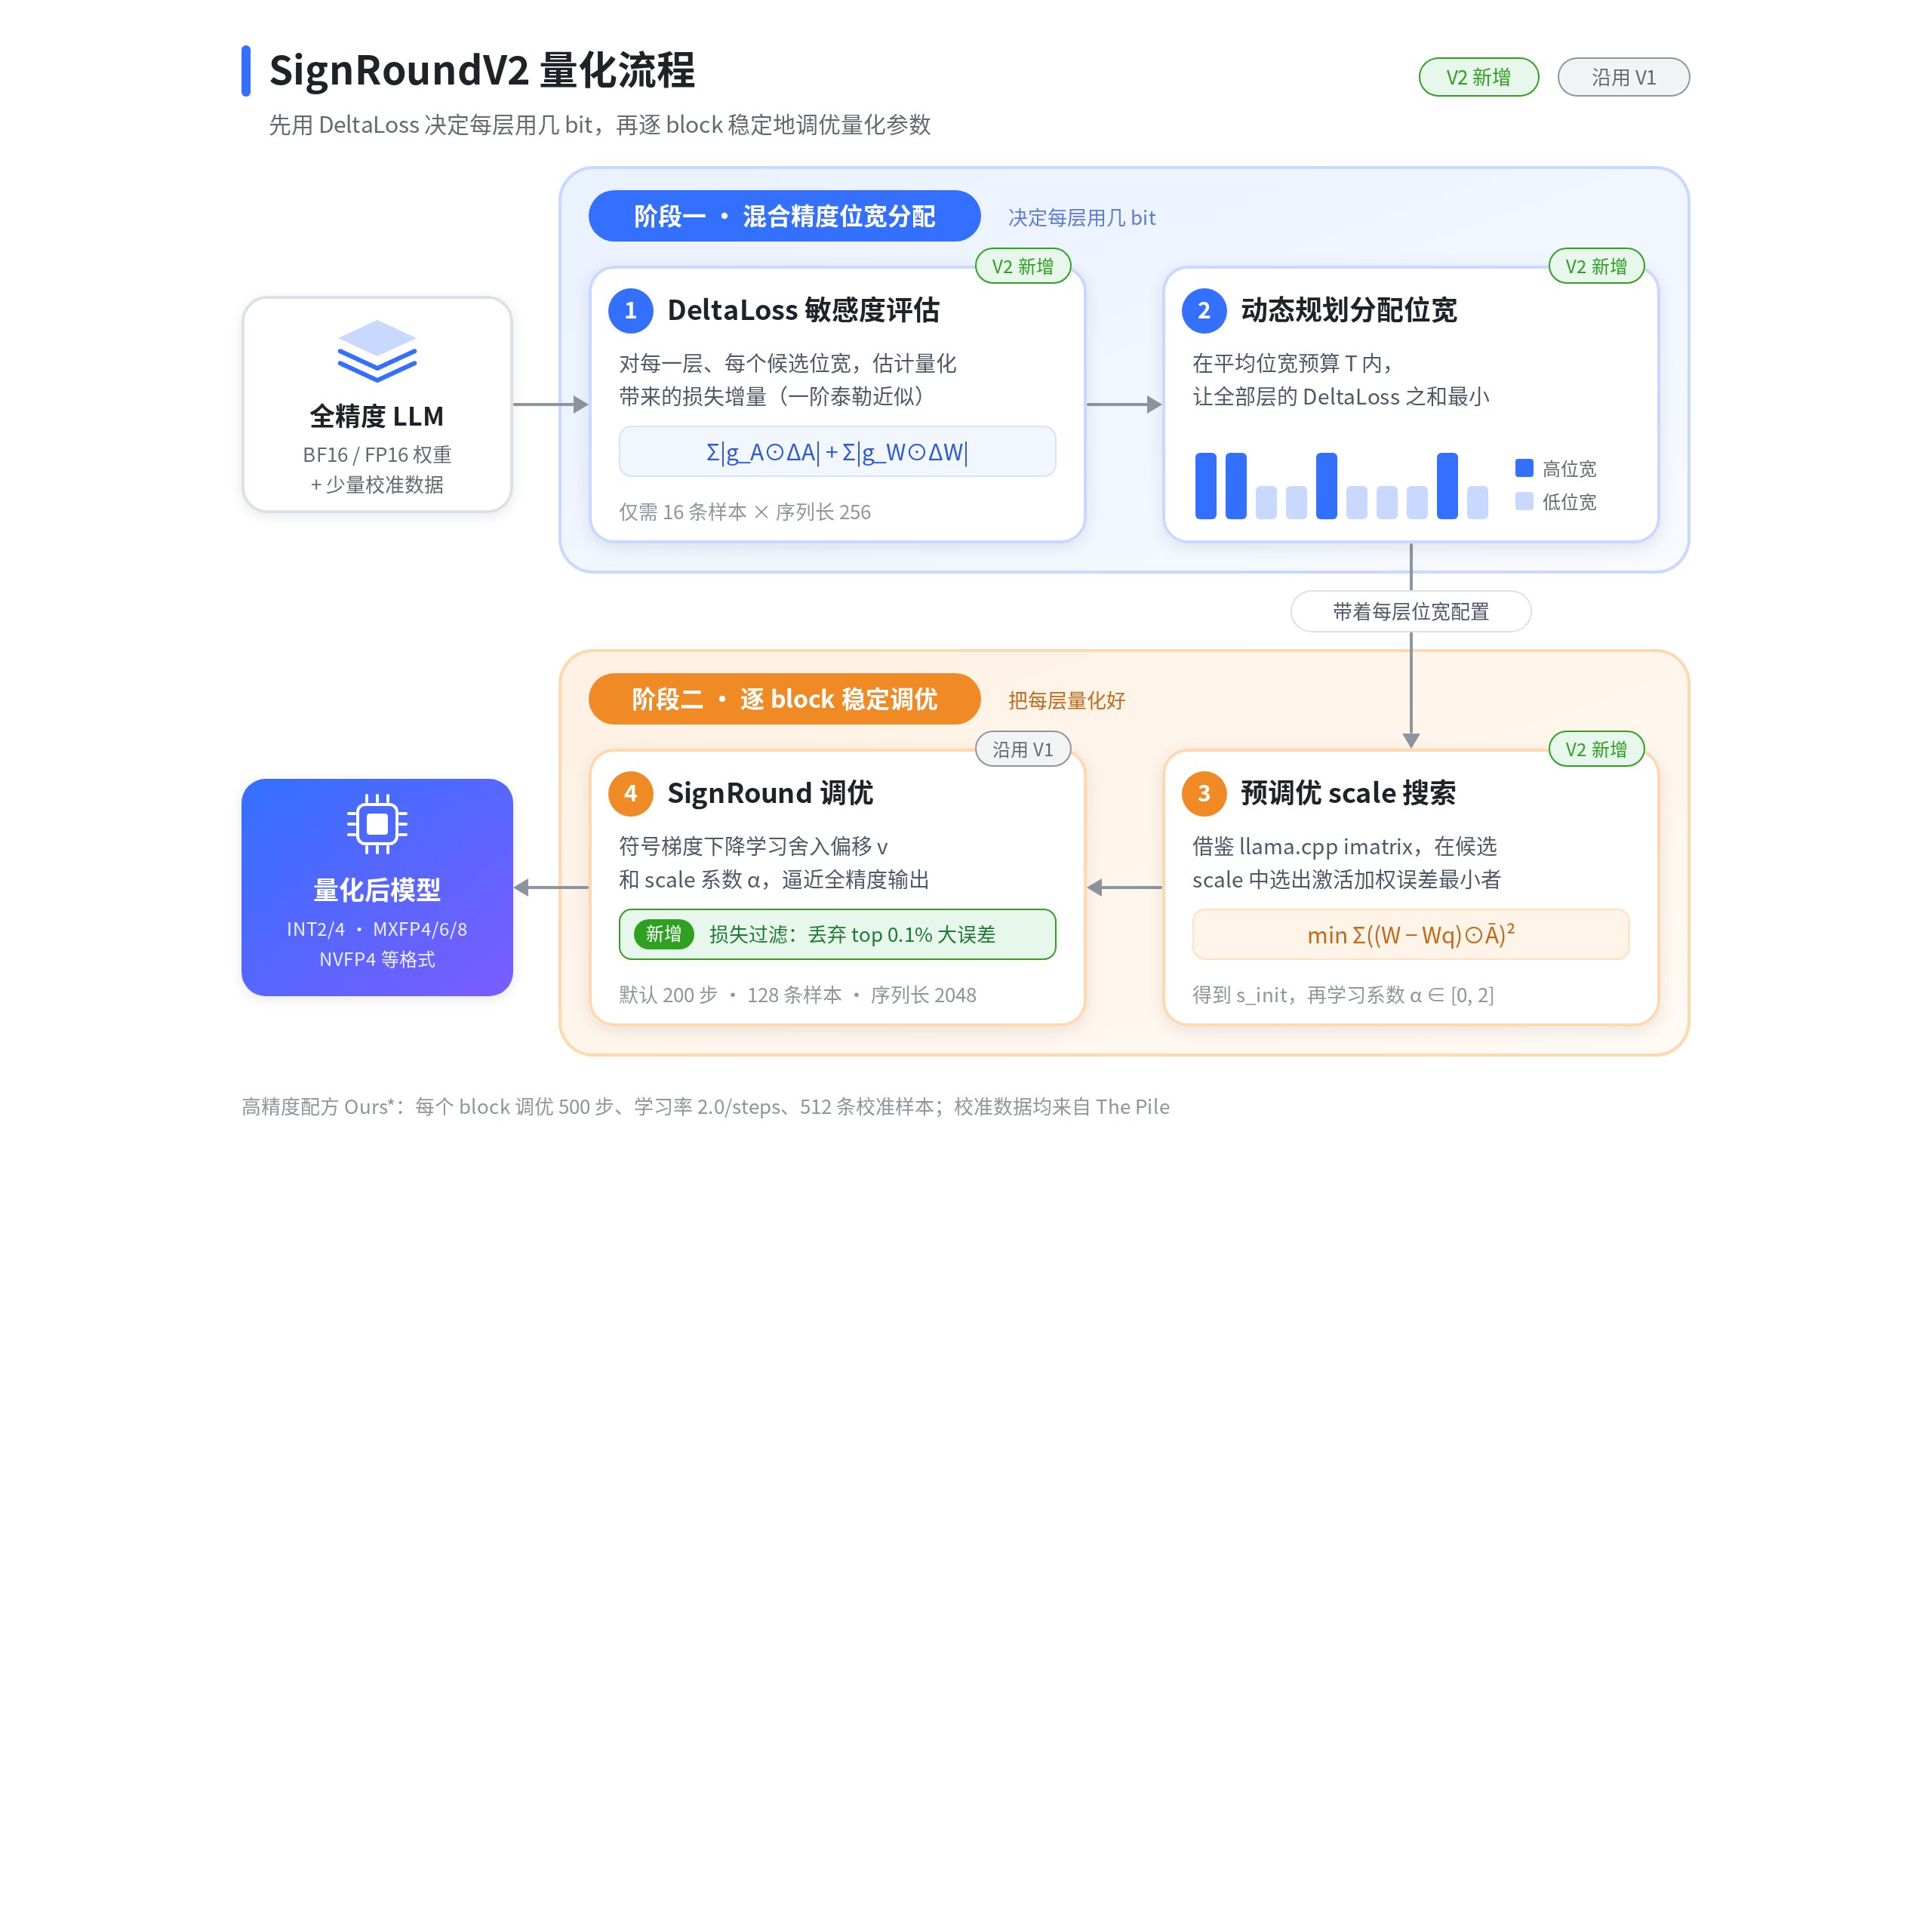 SignRoundV2 量化流程
V2 新增
沿用 V1
先用 DeltaLoss 决定每层用几 bit，再逐 block 稳定地调优量化参数
阶段一 · 混合精度位宽分配
决定每层用几 bit
全精度 LLM
BF16 / FP16 权重
+ 少量校准数据
V2 新增
1 DeltaLoss 敏感度评估
对每一层、每个候选位宽，估计量化
带来的损失增量（一阶泰勒近似）
Σ|g_A⊙ΔA| + Σ|g_W⊙ΔW|
仅需 16 条样本 × 序列长 256
V2 新增
2 动态规划分配位宽
在平均位宽预算 T 内，
让全部层的 DeltaLoss 之和最小
高位宽
低位宽
带着每层位宽配置
阶段二 · 逐 block 稳定调优
把每层量化好
V2 新增
3 预调优 scale 搜索
借鉴 llama.cpp imatrix，在候选
scale 中选出激活加权误差最小者
min Σ((W − Wq)⊙Ā)²
得到 s_init，再学习系数 α ∈ [0, 2]
沿用 V1
4 SignRound 调优
符号梯度下降学习舍入偏移 v
和 scale 系数 α，逼近全精度输出
新增 损失过滤：丢弃 top 0.1% 大误差
默认 200 步 · 128 条样本 · 序列长 2048
量化后模型
INT2/4 · MXFP4/6/8
NVFP4 等格式
高精度配方 Ours*：每个 block 调优 500 步、学习率 2.0/steps、512 条校准样本；校准数据均来自 The Pile